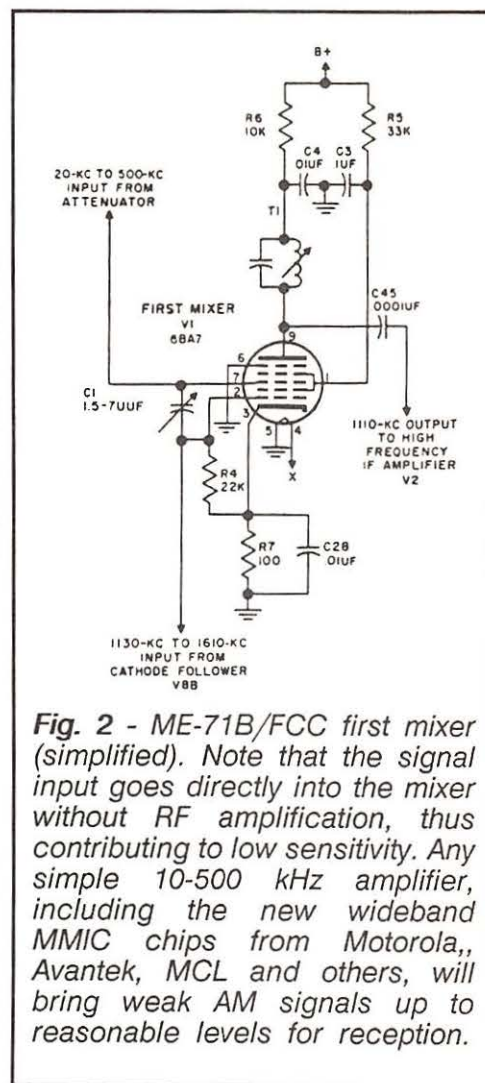 B+
R6
10K
R5
33K
C4
.01UF
C3
.1UF
20-KC TO 500-KC
INPUT FROM
ATTENUATOR
T1
FIRST MIXER
V1
6BA7
C45
.0001UF
9
6
7
2
1
3
5
4
C1
1.5-7UUF
X
1110-KC OUTPUT
TO HIGH
FREQUENCY
IF AMPLIFIER
V2
R4
22K
R7
100
C28
.01UF
1130-KC TO 1610-KC
INPUT FROM
CATHODE FOLLOWER
V8B
Fig. 2 - ME-71B/FCC first mixer
(simplified). Note that the signal
input goes directly into the mixer
without RF amplification, thus
contributing to low sensitivity. Any
simple 10-500 kHz amplifier,
including the new wideband
MMIC chips from Motorola,,
Avantek, MCL and others, will
bring weak AM signals up to
reasonable levels for reception.